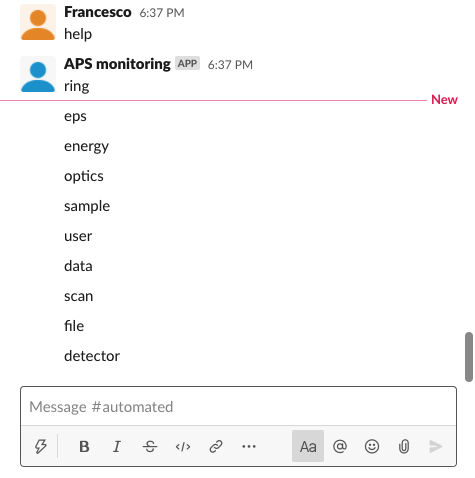 Francesco 6:37 PM
help
APS monitoring APP 6:37 PM
ring
New
eps
energy
optics
sample
user
data
scan
file
detector
Message #automated
B I S </> Aa @